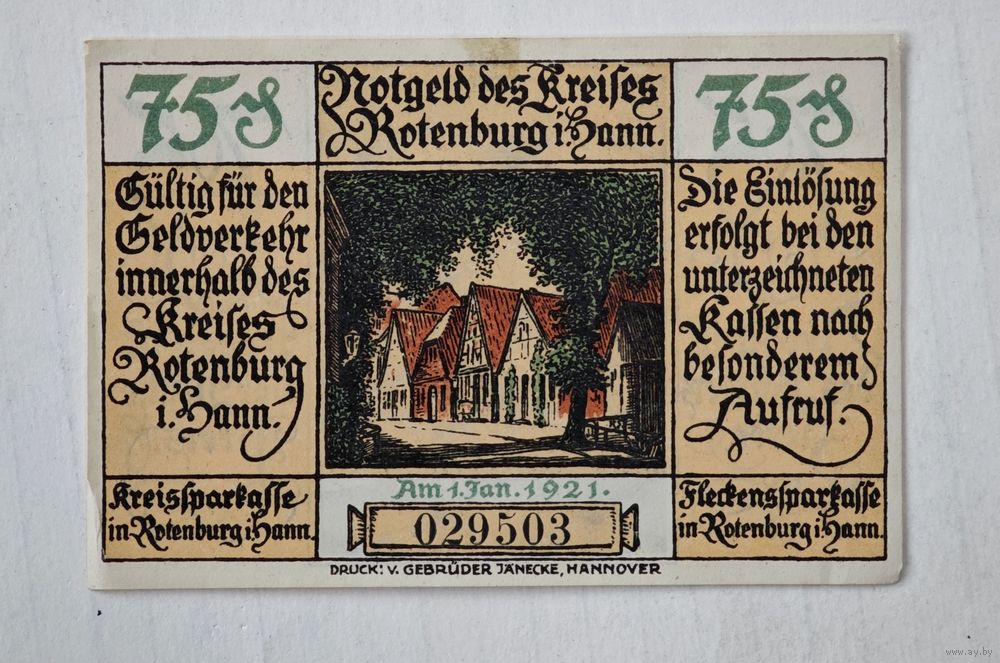 75₰
Notgeld des Kreises
Rotenburg i. Hann.
75₰
Gültig für den
Geldverkehr
innerhalb des
Kreises
Rotenburg
i. Hann.
Die Einlösung
erfolgt bei den
unterzeichneten
Kassen nach
besonderem
Aufruf.
Kreissparkasse
in Rotenburg i. Hann.
Am 1. Jan. 1921.
029503
Fleckenssparkasse
in Rotenburg i. Hann.
DRUCK: V. GEBRÜDER JÄNECKE, HANNOVER
www.ay.by